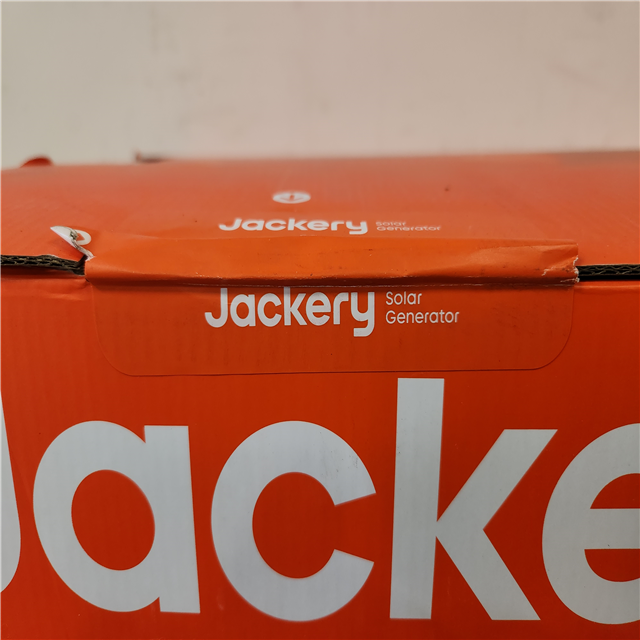 Jackery Solar
Generator
Jackery Solar
Generator
Jacke